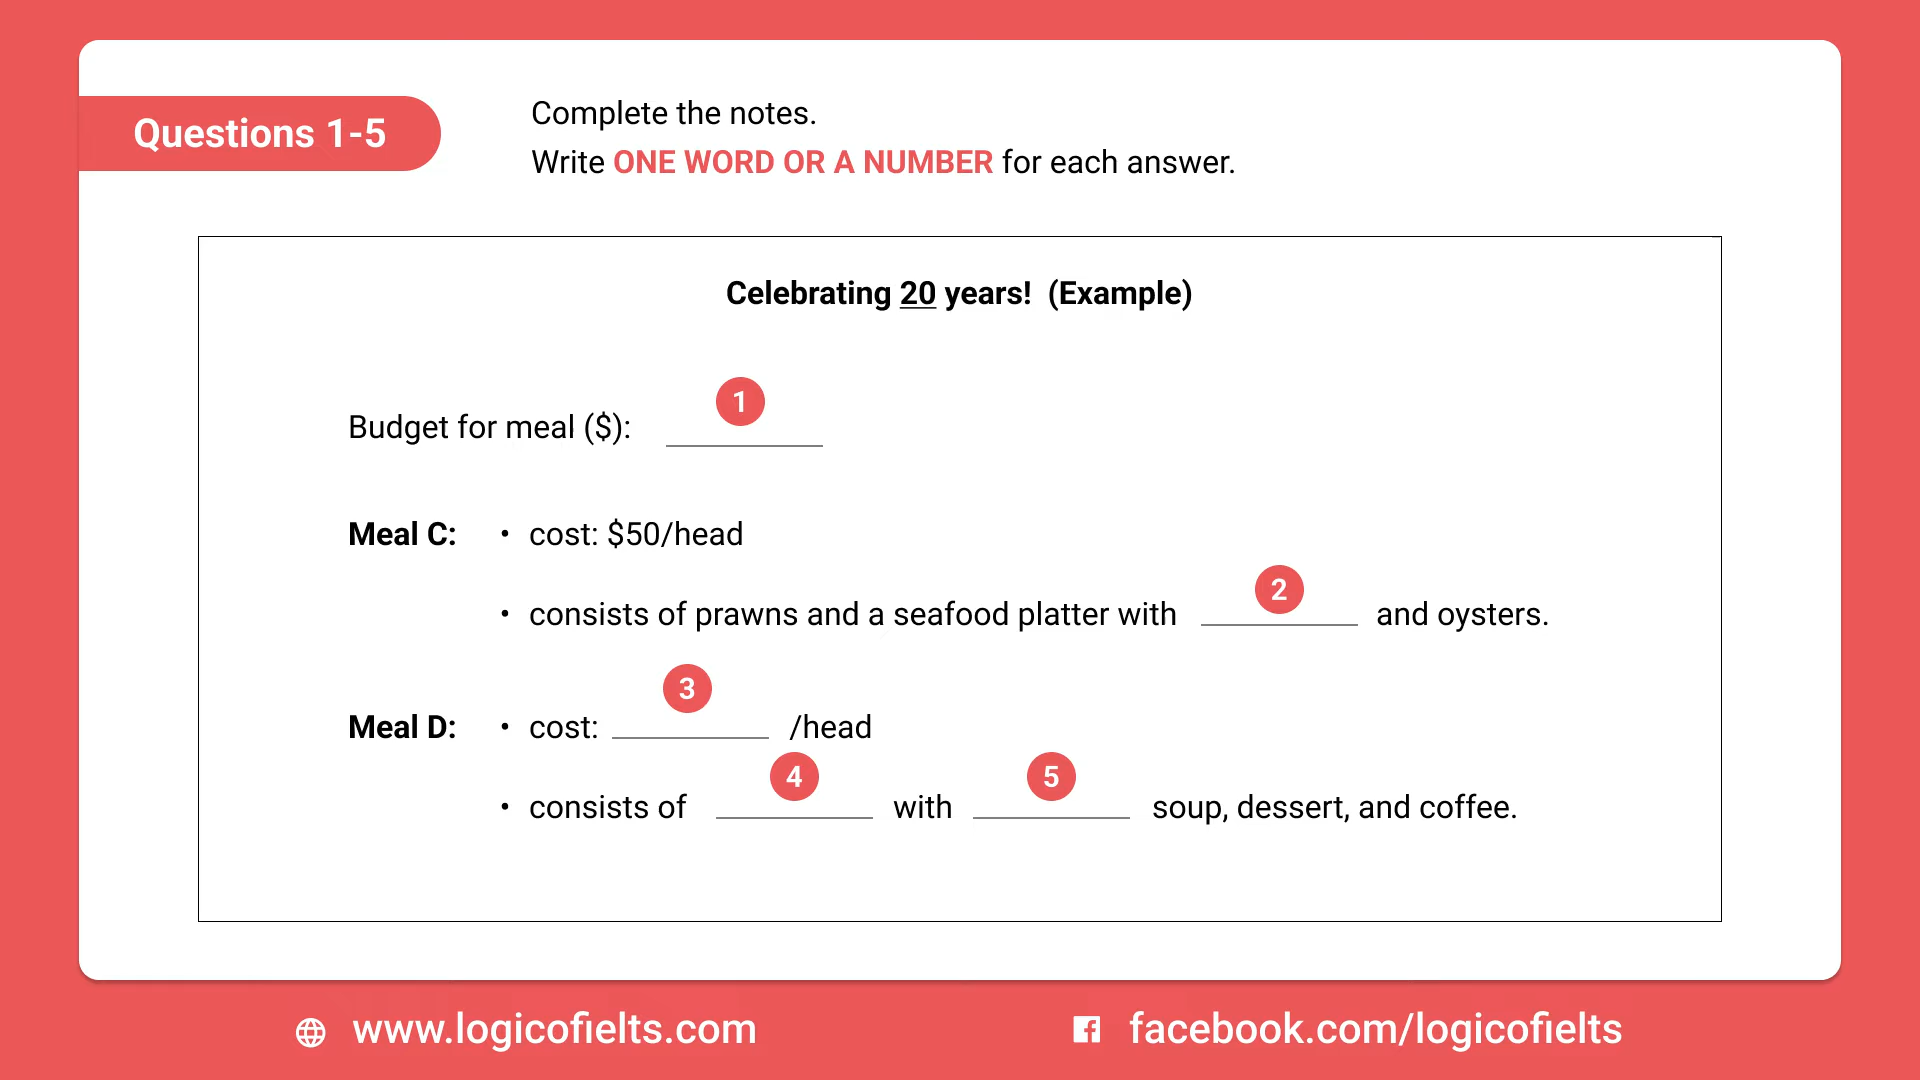 Questions 1-5
Complete the notes.
Write ONE WORD OR A NUMBER for each answer.
Celebrating 20 years! (Example)
1
Budget for meal ($):
Meal C: • cost: $50/head
2
• consists of prawns and a seafood platter with and oysters.
3
Meal D: • cost: /head
4 5
• consists of with soup, dessert, and coffee.
www.logicofielts.com
facebook.com/logicofielts